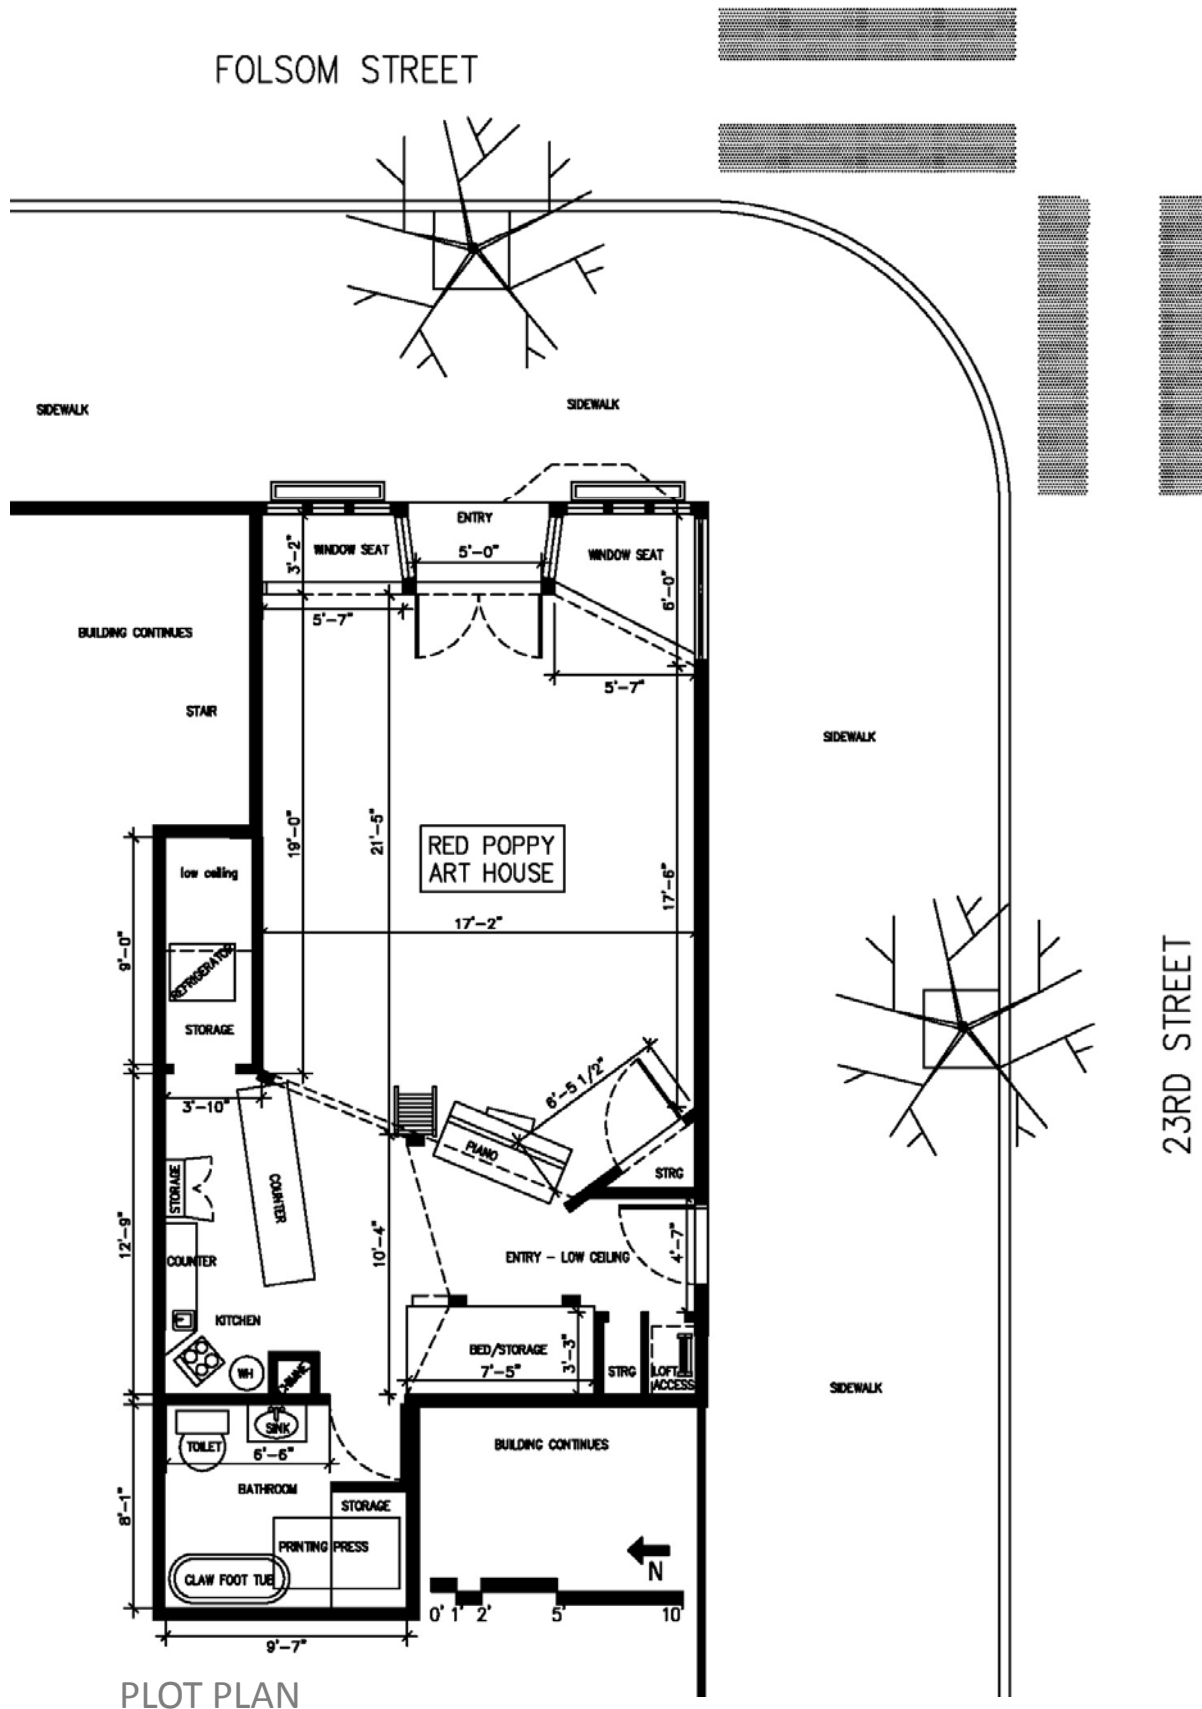 FOLSOM STREET
SIDEWALK
SIDEWALK
ENTRY
WINDOW SEAT
5'-0"
WINDOW SEAT
3'-2"
6'-0"
5'-7"
BUILDING CONTINUES
5'-7"
STAIR
SIDEWALK
19'-0"
21'-5"
RED POPPY
ART HOUSE
17'-6"
low ceiling
17'-2"
9'-0"
REFRIGERATOR
STORAGE
23RD STREET
3'-10"
6'-5 1/2"
PIANO
STRG
STORAGE
COUNTER
12'-9"
10'-4"
4'-7"
COUNTER
ENTRY - LOW CEILING
KITCHEN
BED/STORAGE
3'-3"
7'-5"
WH
STRG
LOFT
ACCESS
SIDEWALK
SINK
TOILET
6'-6"
BUILDING CONTINUES
BATHROOM
8'-1"
STORAGE
PRINTING PRESS
CLAW FOOT TUB
N
0' 1' 2' 5' 10'
9'-7"
PLOT PLAN